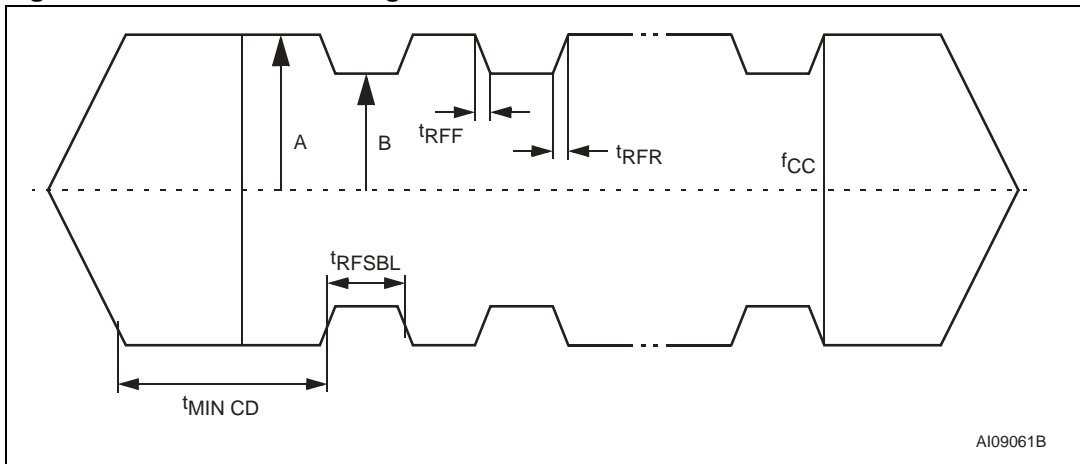 A
B
tRFF
tRFR
fCC
tRFSBL
tMIN CD
AI09061B